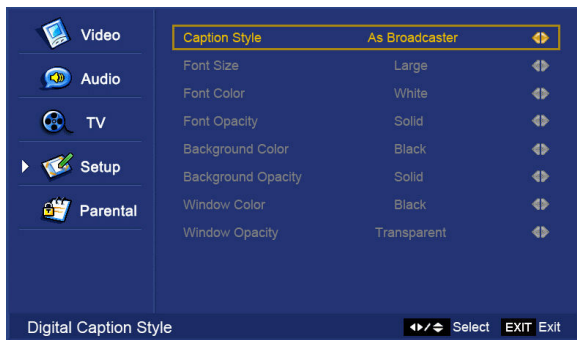 Video
Audio
TV
Setup
Parental
Caption Style As Broadcaster
Font Size Large
Font Color White
Font Opacity Solid
Background Color Black
Background Opacity Solid
Window Color Black
Window Opacity Transparent
Digital Caption Style Select EXIT Exit